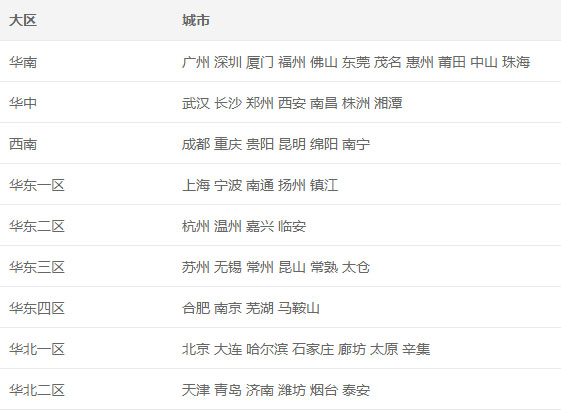 大区 城市
华南 广州 深圳 厦门 福州 佛山 东莞 茂名 惠州 莆田 中山 珠海
华中 武汉 长沙 郑州 西安 南昌 株洲 湘潭
西南 成都 重庆 贵阳 昆明 绵阳 南宁
华东一区 上海 宁波 南通 扬州 镇江
华东二区 杭州 温州 嘉兴 临安
华东三区 苏州 无锡 常州 昆山 常熟 太仓
华东四区 合肥 南京 芜湖 马鞍山
华北一区 北京 大连 哈尔滨 石家庄 廊坊 太原 辛集
华北二区 天津 青岛 济南 潍坊 烟台 泰安